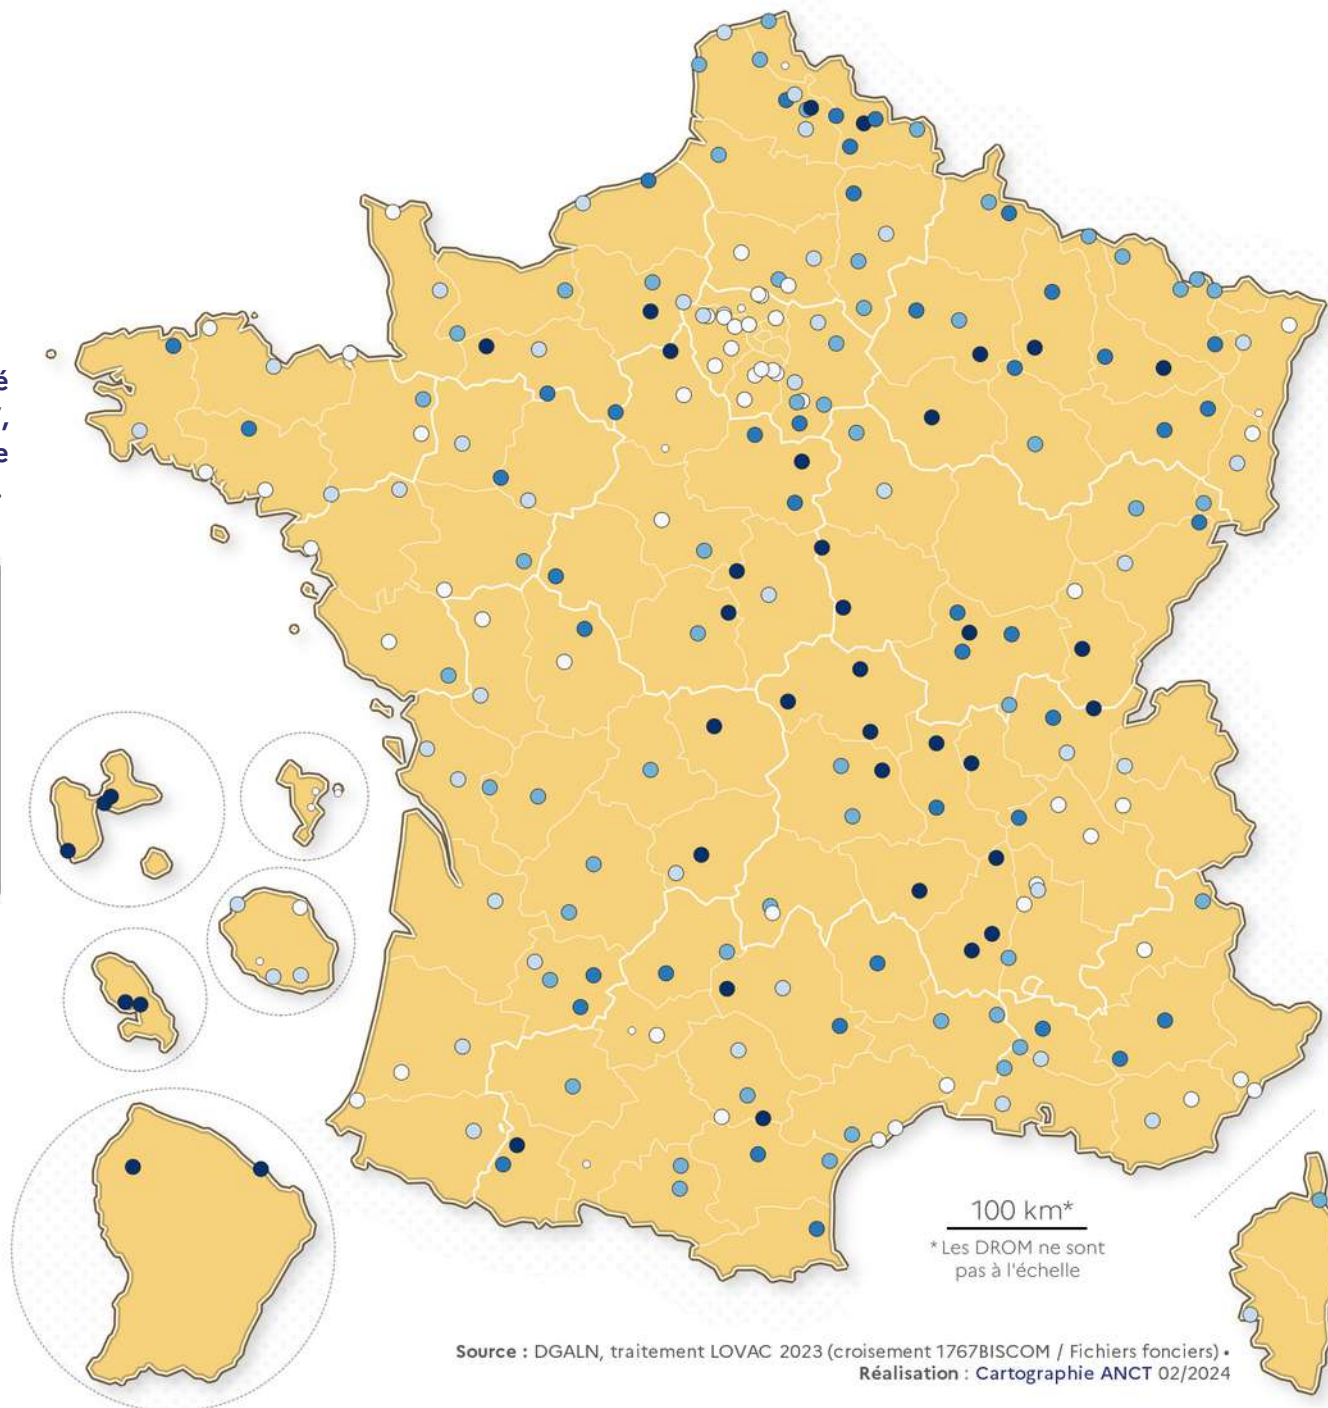 é
,
e
.
100 km*
* Les DROM ne sont
pas à l'échelle
Source : DGALN, traitement LOVAC 2023 (croisement 1767BISCOM / Fichiers fonciers) •
Réalisation : Cartographie ANCT 02/2024